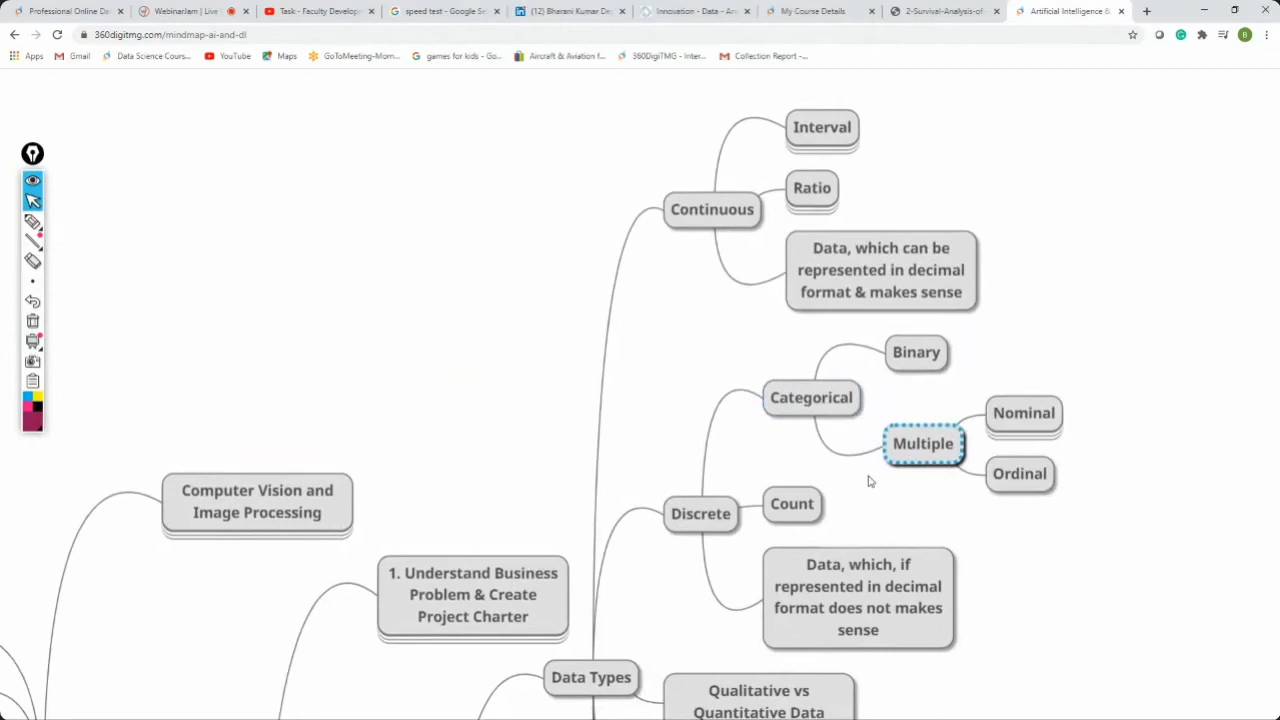 Professional Online Da
WebinarJam | Live
Task - Faculty Develop
speed test - Google Se
(12) Bharani Kumar De
Innovation - Data - An
My Course Details
2-Survival-Analysis-of-
Artificial Intelligence &
360digitmg.com/mindmap-ai-and-dl
B
Apps
Gmail
Data Science Cours...
YouTube
Maps
GoToMeeting-Mom...
games for kids - Go...
Aircraft & Aviation f...
360DigiTMG - Inter...
Collection Report -...
Interval
Ratio
Continuous
Data, which can be
represented in decimal
format & makes sense
Binary
Categorical
Nominal
Multiple
Ordinal
Computer Vision and
Image Processing
Count
Discrete
Data, which, if
represented in decimal
format does not makes
sense
1. Understand Business
Problem & Create
Project Charter
Data Types
Qualitative vs
Quantitative Data